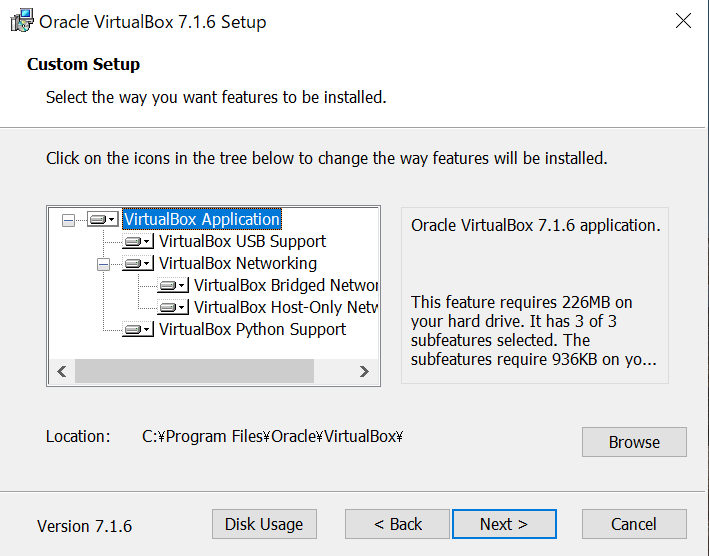 Oracle VirtualBox 7.1.6 Setup
Custom Setup
Select the way you want features to be installed.
Click on the icons in the tree below to change the way features will be installed.
VirtualBox Application
VirtualBox USB Support
VirtualBox Networking
VirtualBox Bridged Networ
VirtualBox Host-Only Netw
VirtualBox Python Support
Oracle VirtualBox 7.1.6 application.
This feature requires 226MB on
your hard drive. It has 3 of 3
subfeatures selected. The
subfeatures require 936KB on yo...
Location: C:¥Program Files¥Oracle¥VirtualBox¥
Browse
Version 7.1.6
Disk Usage
< Back
Next >
Cancel